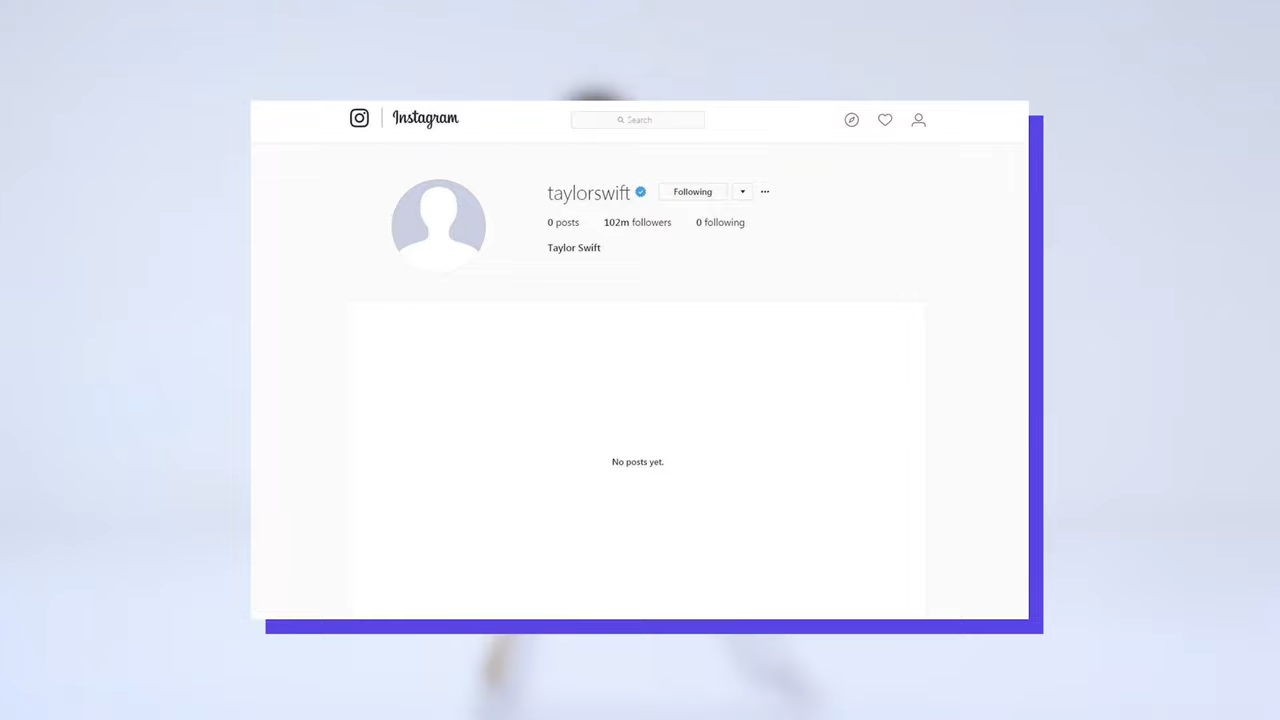 Instagram
Search
taylorswift Following
0 posts 102m followers 0 following
Taylor Swift
No posts yet.